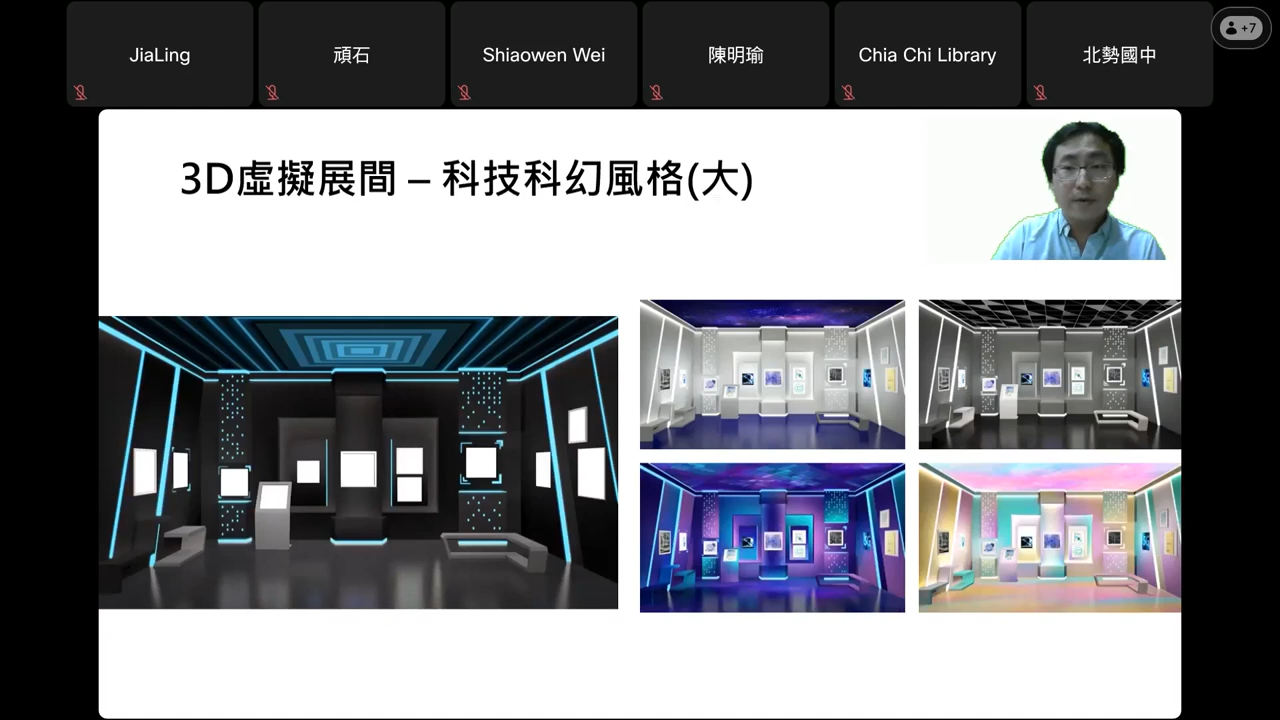 JiaLing
頑石
Shiaowen Wei
陳明瑜
Chia Chi Library
北勢國中
+7
3D虛擬展間 – 科技科幻風格(大)